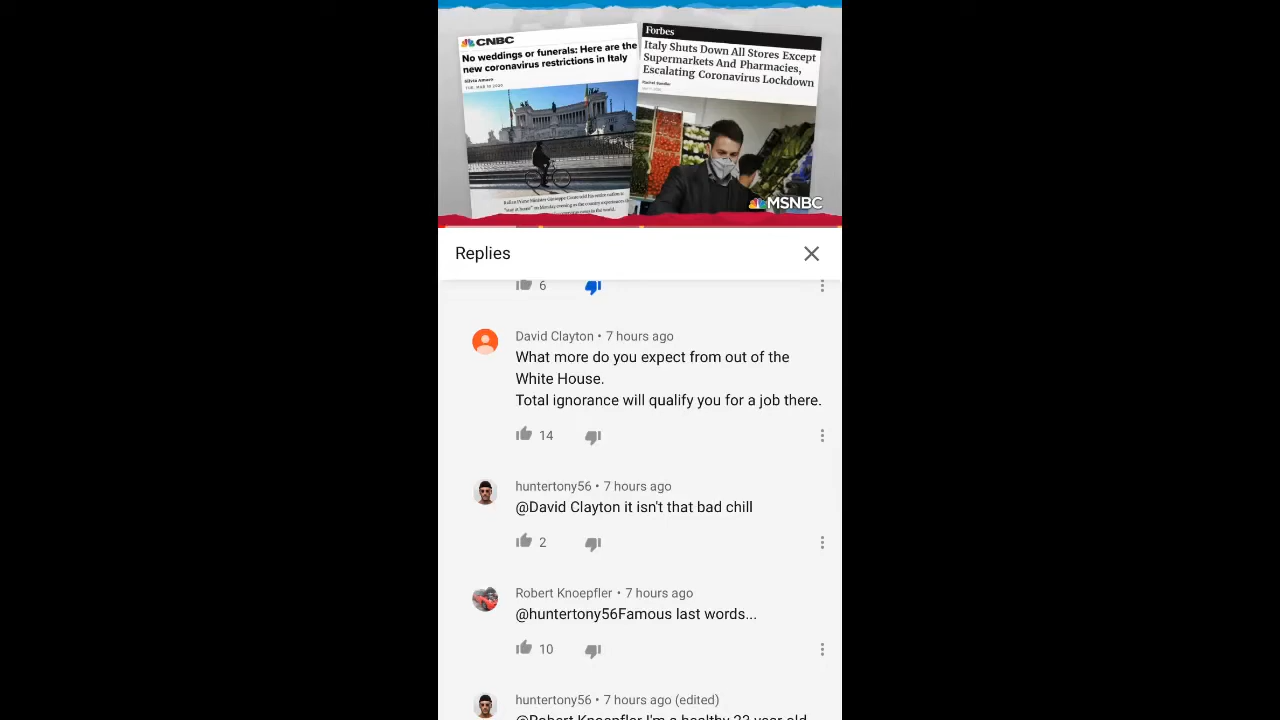 CNBC
No weddings or funerals: Here are the
new coronavirus restrictions in Italy
Silvia Amaro
Forbes
Italy Shuts Down All Stores Except
Supermarkets And Pharmacies,
Escalating Coronavirus Lockdown
MSNBC
Replies
6
David Clayton • 7 hours ago
What more do you expect from out of the
White House.
Total ignorance will qualify you for a job there.
14
huntertony56 • 7 hours ago
@David Clayton it isn't that bad chill
2
Robert Knoepfler • 7 hours ago
@huntertony56Famous last words...
10
huntertony56 • 7 hours ago (edited)
@Robert Knoepfler I'm a healthy 23 year old